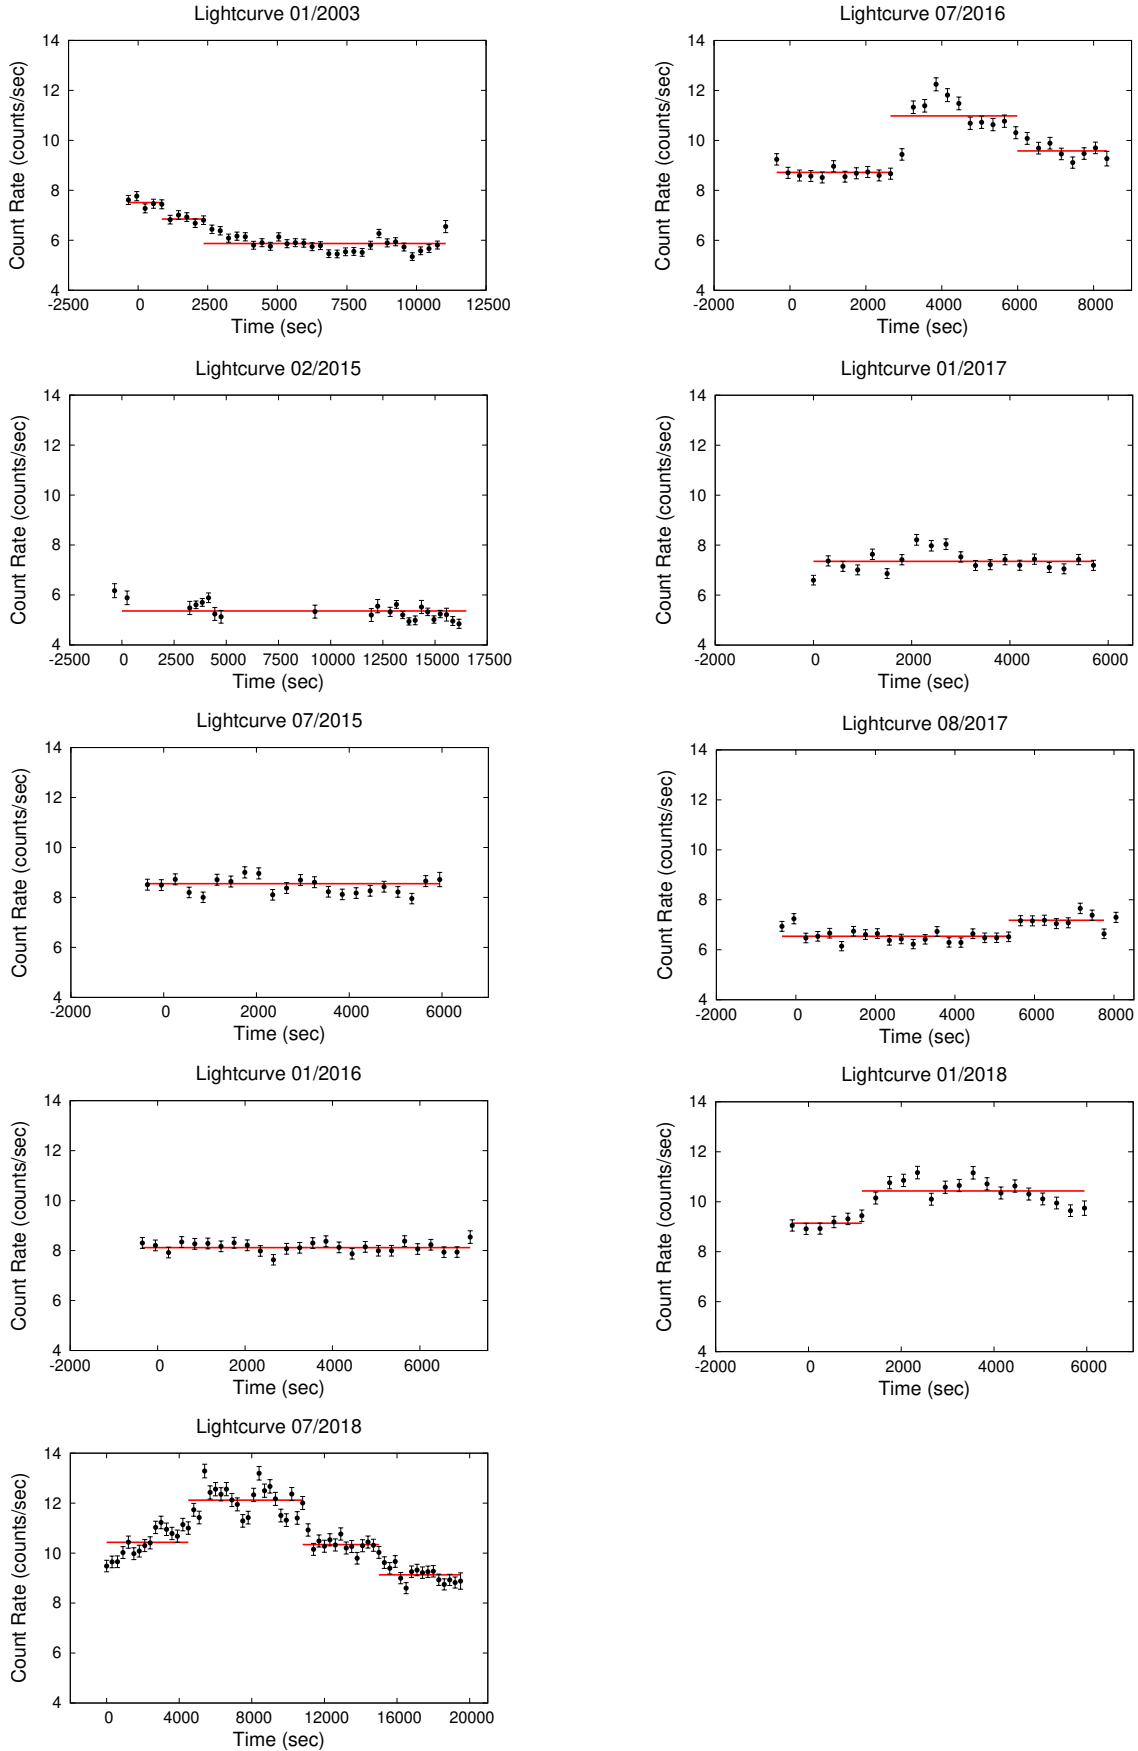 Lightcurve 01/2003
14
12
10
8
6
4
Count Rate (counts/sec)
-2500 0 2500 5000 7500 10000 12500
Time (sec)
Lightcurve 07/2016
14
12
10
8
6
4
Count Rate (counts/sec)
-2000 0 2000 4000 6000 8000
Time (sec)
Lightcurve 02/2015
14
12
10
8
6
4
Count Rate (counts/sec)
-2500 0 2500 5000 7500 10000 12500 15000 17500
Time (sec)
Lightcurve 01/2017
14
12
10
8
6
4
Count Rate (counts/sec)
-2000 0 2000 4000 6000
Time (sec)
Lightcurve 07/2015
14
12
10
8
6
4
Count Rate (counts/sec)
-2000 0 2000 4000 6000
Time (sec)
Lightcurve 08/2017
14
12
10
8
6
4
Count Rate (counts/sec)
-2000 0 2000 4000 6000 8000
Time (sec)
Lightcurve 01/2016
14
12
10
8
6
4
Count Rate (counts/sec)
-2000 0 2000 4000 6000
Time (sec)
Lightcurve 01/2018
14
12
10
8
6
4
Count Rate (counts/sec)
-2000 0 2000 4000 6000
Time (sec)
Lightcurve 07/2018
14
12
10
8
6
4
Count Rate (counts/sec)
0 4000 8000 12000 16000 20000
Time (sec)